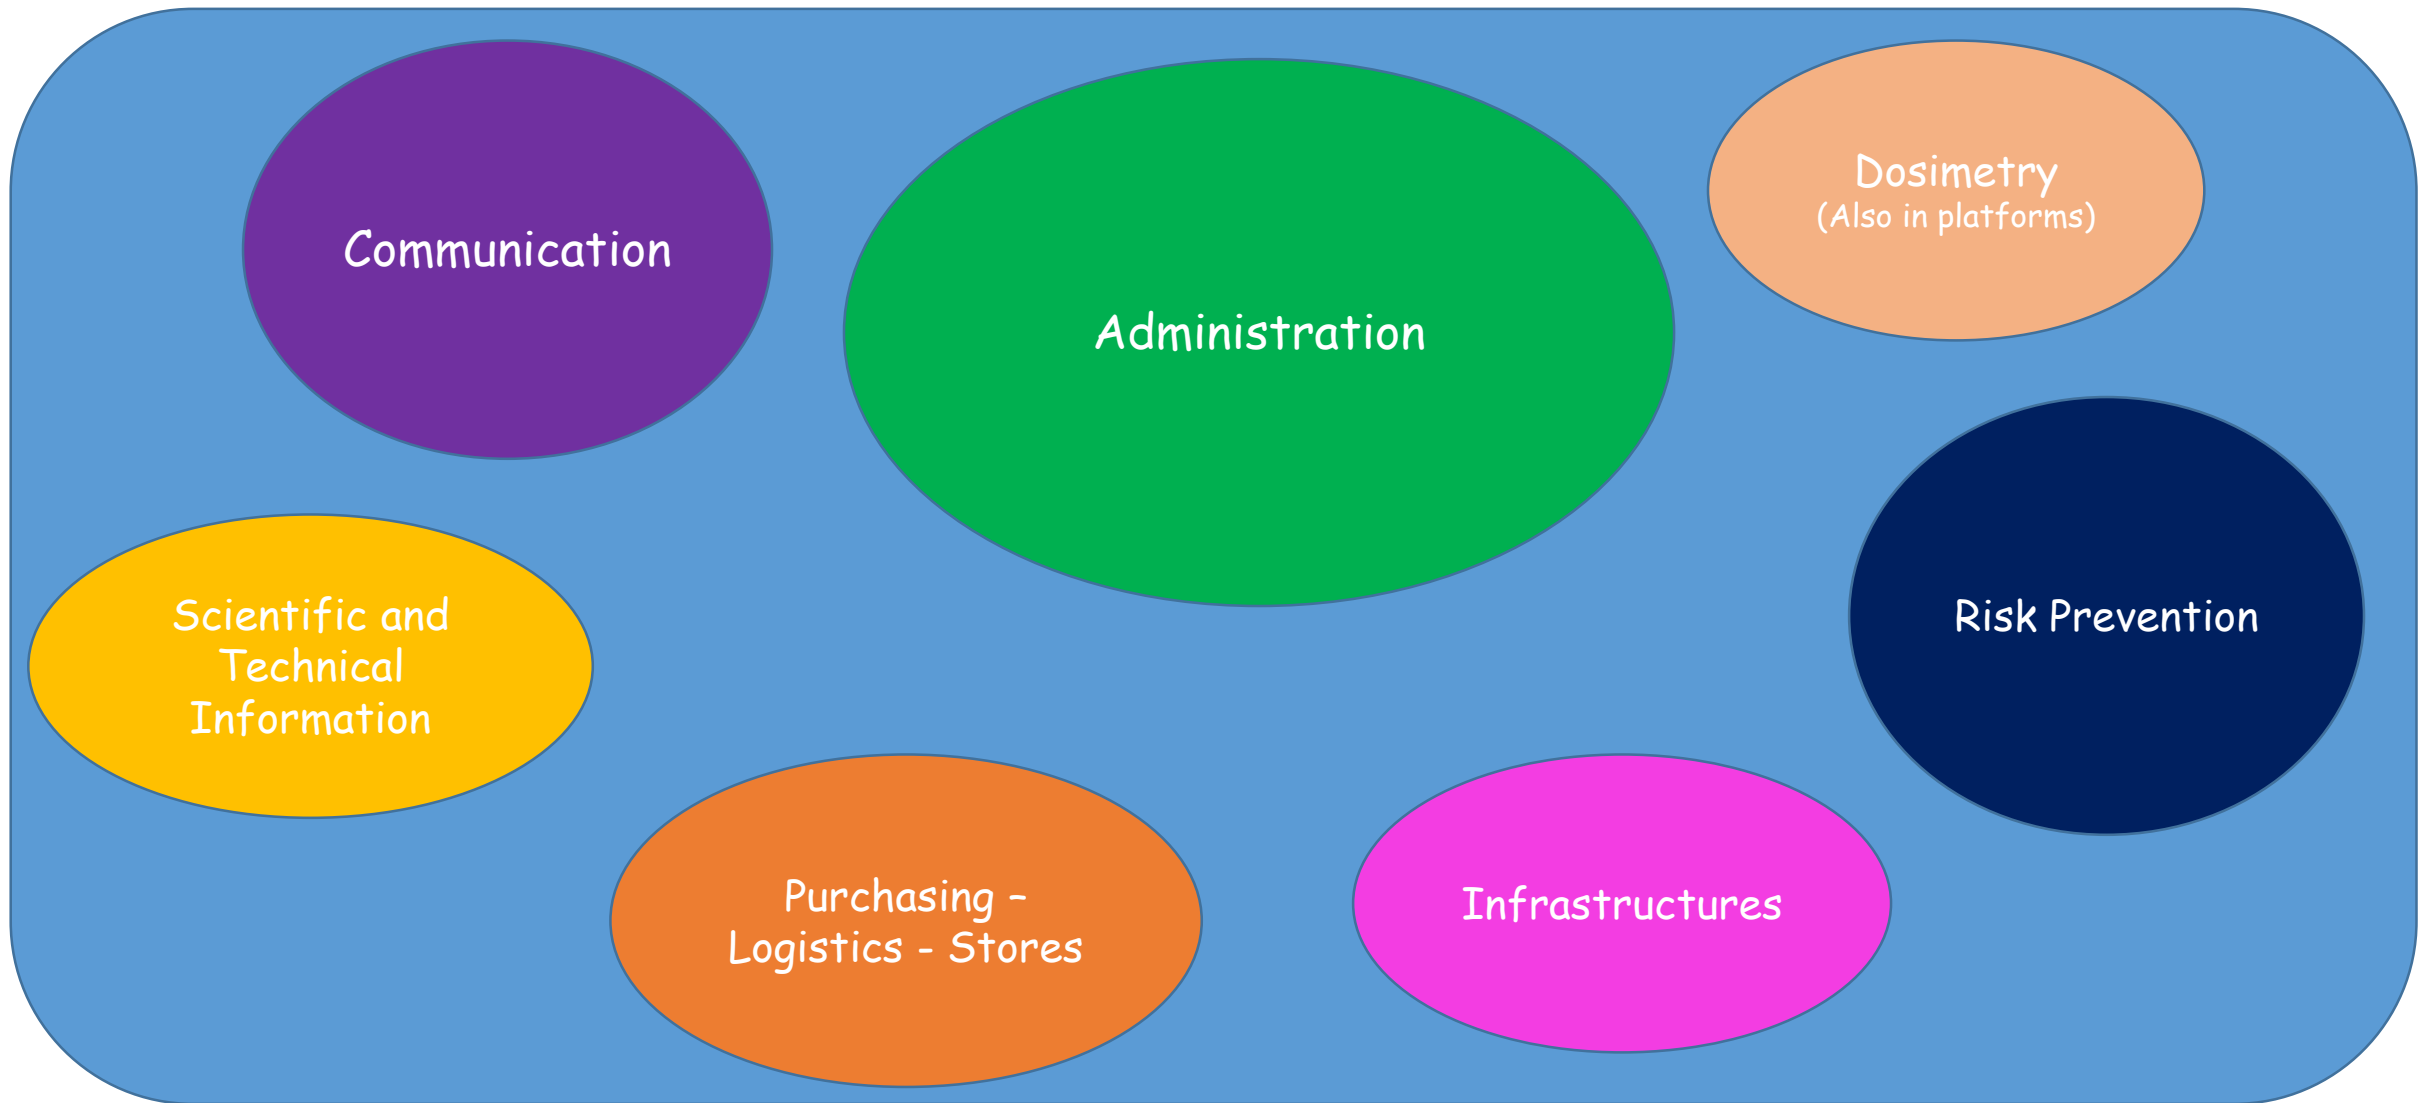 Communication
Administration
Dosimetry
(Also in platforms)
Scientific and
Technical
Information
Risk Prevention
Purchasing –
Logistics - Stores
Infrastructures